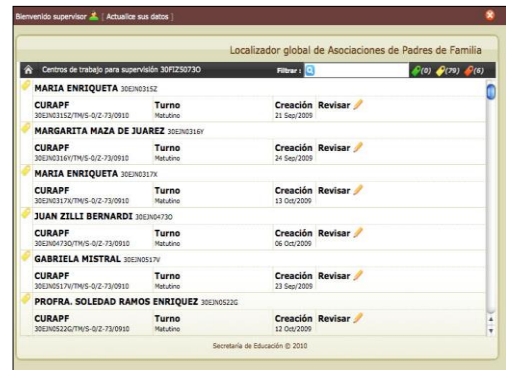 Bienvenido supervisor [ Actualice sus datos ]
Localizador global de Asociaciones de Padres de Familia
Centros de trabajo para supervisión 30FIZS073O Filtrar : (0) (79) (6)
MARIA ENRIQUETA 30EJN0315Z
CURAPF Turno Creación Revisar
30EJN0315Z/TM/S-0/Z-73/0910 Matutino 21 Sep/2009
MARGARITA MAZA DE JUAREZ 30EJN0316Y
CURAPF Turno Creación Revisar
30EJN0316Y/TM/S-0/Z-73/0910 Matutino 24 Sep/2009
MARIA ENRIQUETA 30EJN0317X
CURAPF Turno Creación Revisar
30EJN0317X/TM/S-0/Z-73/0910 Matutino 13 Oct/2009
JUAN ZILLI BERNARDI 30EJN0473O
CURAPF Turno Creación Revisar
30EJN0473O/TM/S-0/Z-73/0910 Matutino 06 Oct/2009
GABRIELA MISTRAL 30EJN0517V
CURAPF Turno Creación Revisar
30EJN0517V/TM/S-0/Z-73/0910 Matutino 23 Sep/2009
PROFRA. SOLEDAD RAMOS ENRIQUEZ 30EJN0522G
CURAPF Turno Creación Revisar
30EJN0522G/TM/S-0/Z-73/0910 Matutino 12 Oct/2009
Secretaría de Educación © 2010